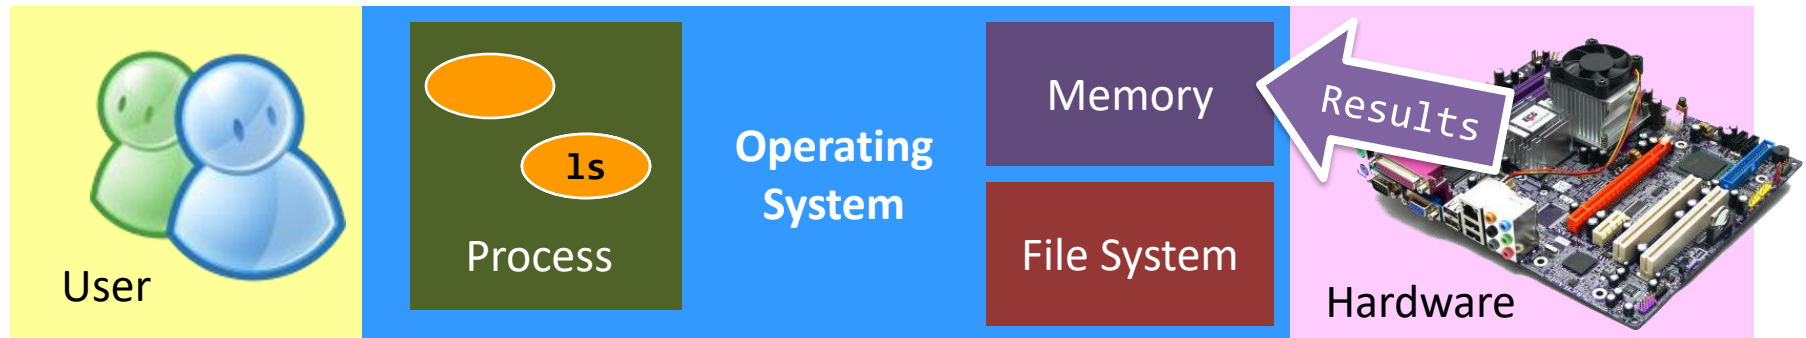 User
ls
Process
Operating
System
Memory
File System
Results
Hardware